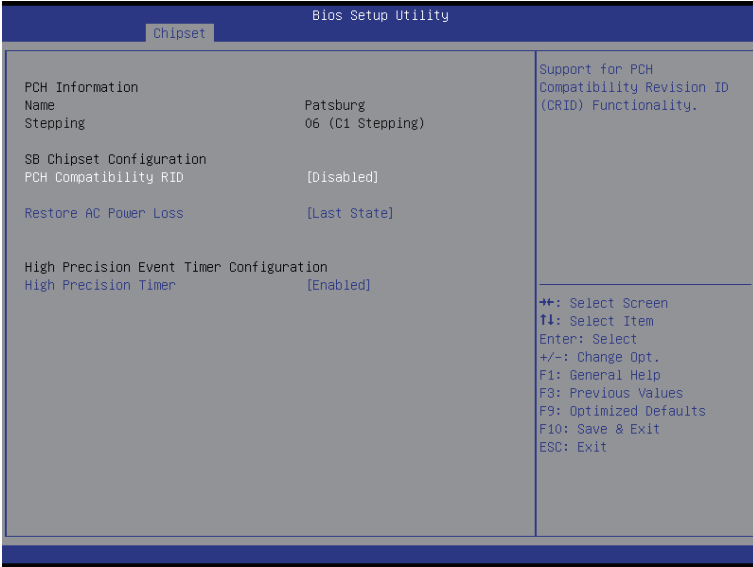 Bios Setup Utility
Chipset
PCH Information
Name Patsburg
Stepping 06 (C1 Stepping)
SB Chipset Configuration
PCH Compatibility RID [Disabled]
Restore AC Power Loss [Last State]
High Precision Event Timer Configuration
High Precision Timer [Enabled]
Support for PCH
Compatibility Revision ID
(CRID) Functionality.
→←: Select Screen
↑↓: Select Item
Enter: Select
+/-: Change Opt.
F1: General Help
F3: Previous Values
F9: Optimized Defaults
F10: Save & Exit
ESC: Exit